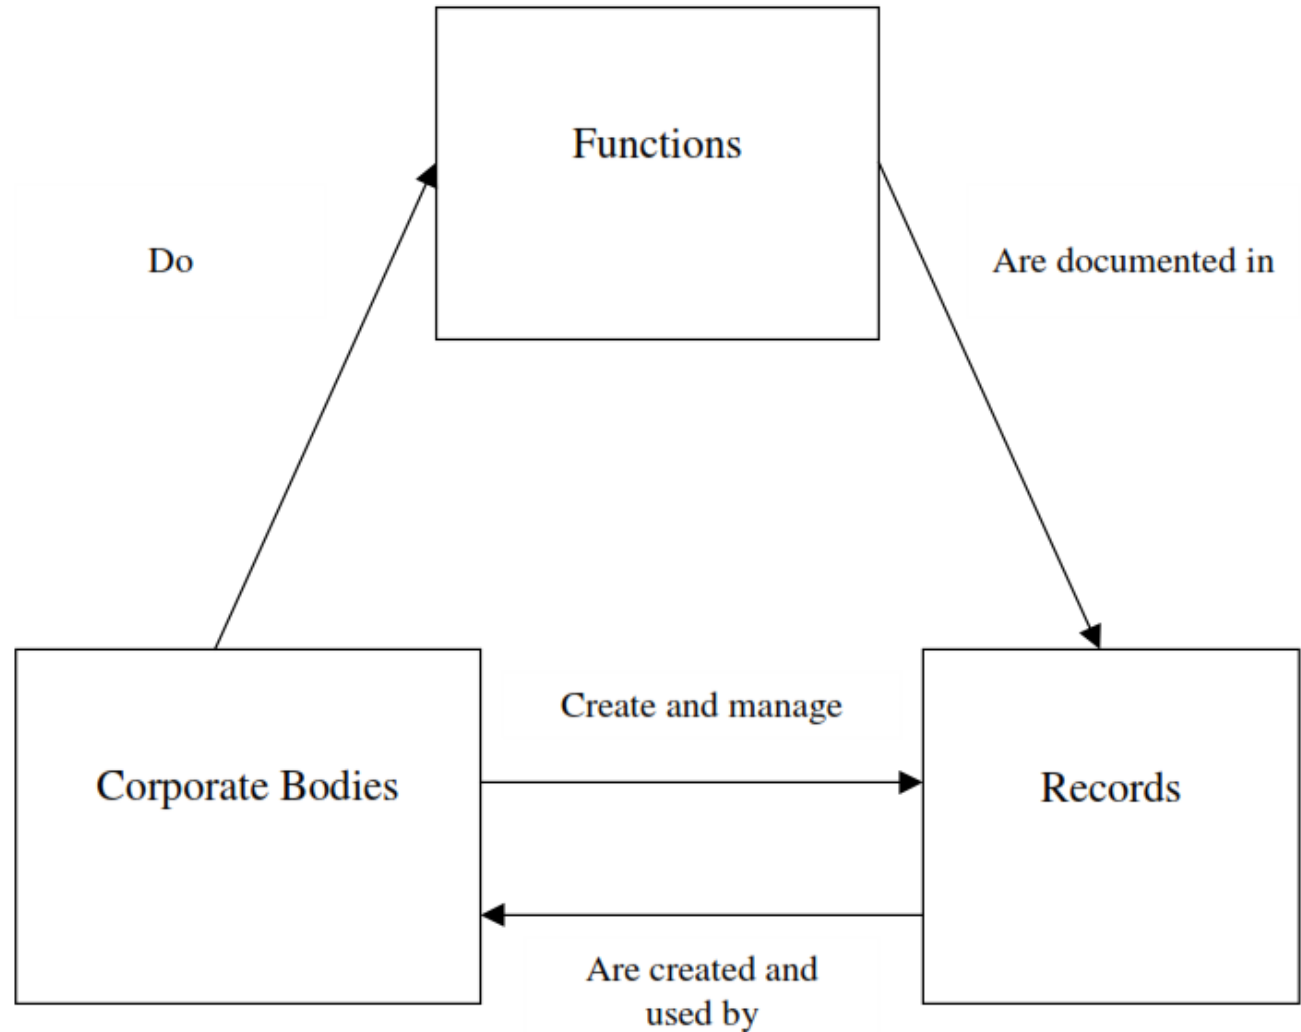 Functions
Do
Are documented in
Create and manage
Corporate Bodies
Records
Are created and
used by